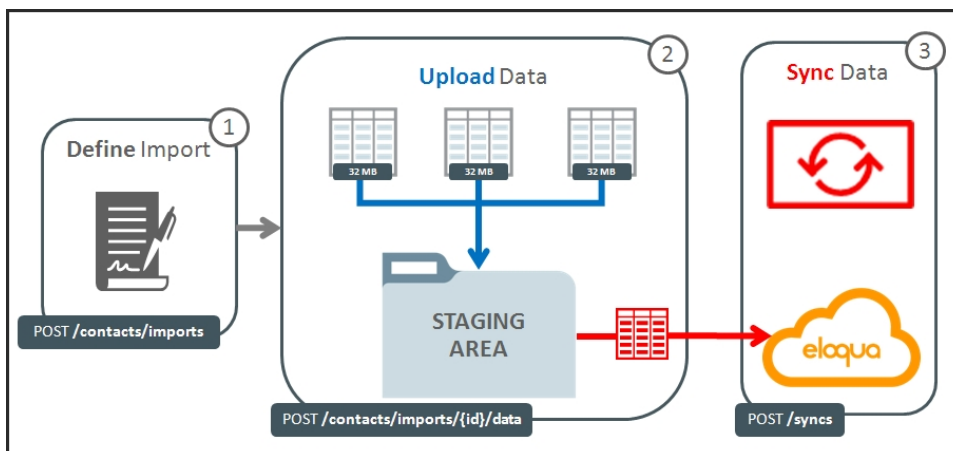 1
Define Import
POST /contacts/imports
2
Upload Data
32 MB
32 MB
32 MB
STAGING
AREA
POST /contacts/imports/{id}/data
3
Sync Data
eloqua
POST /syncs